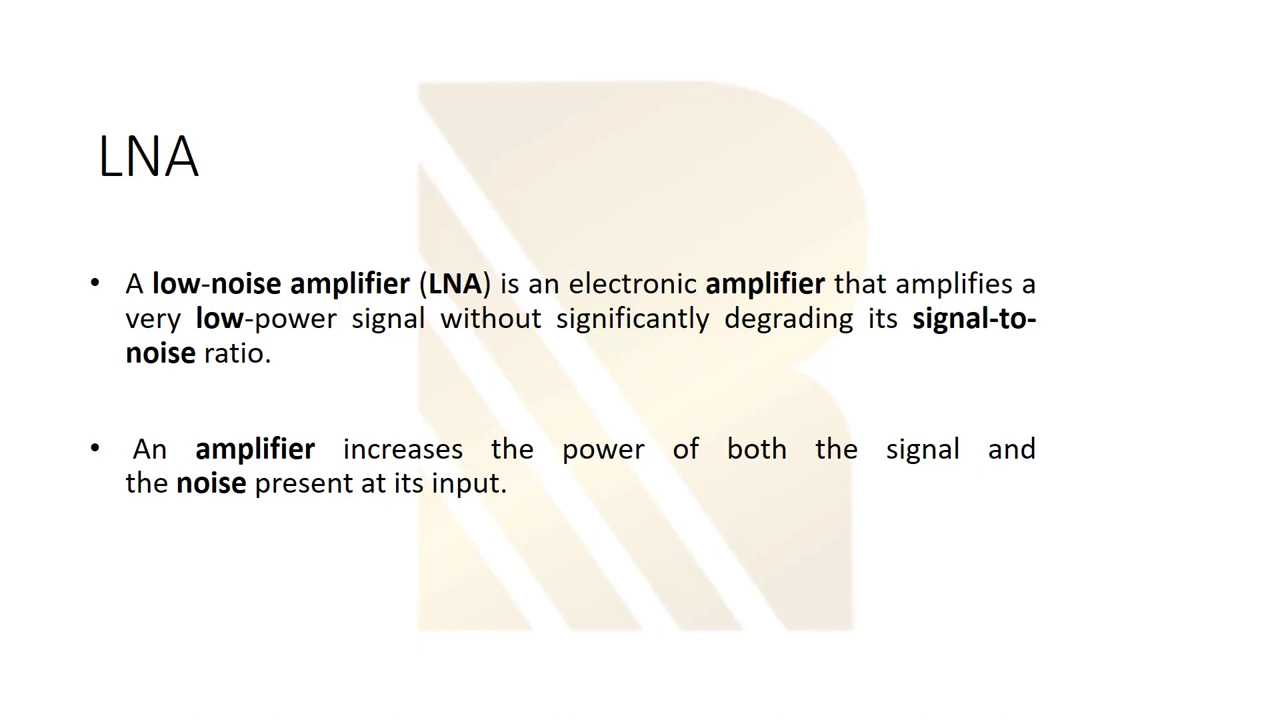 LNA
• A low-noise amplifier (LNA) is an electronic amplifier that amplifies a
very low-power signal without significantly degrading its signal-to-
noise ratio.
• An amplifier increases the power of both the signal and
the noise present at its input.